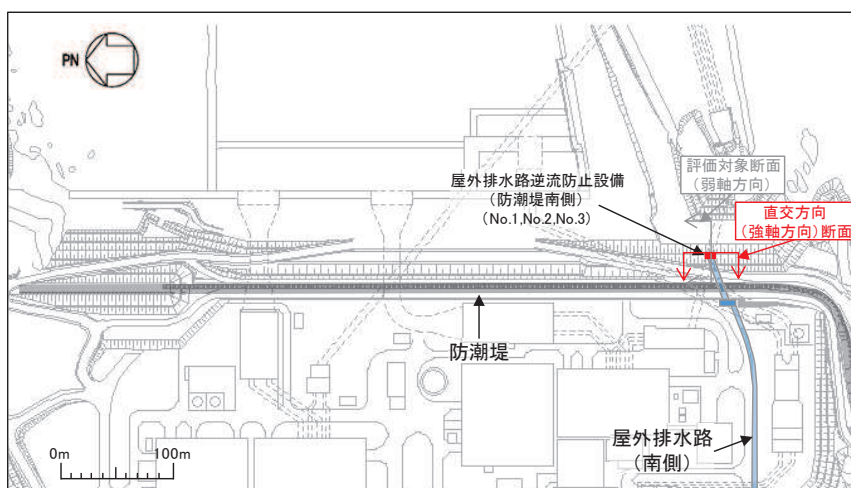 PN
屋外排水路逆流防止設備
(防潮堤南側)
(No.1,No.2,No.3)
評価対象断面
(弱軸方向)
直交方向
(強軸方向)断面
防潮堤
屋外排水路
(南側)
0m
100m